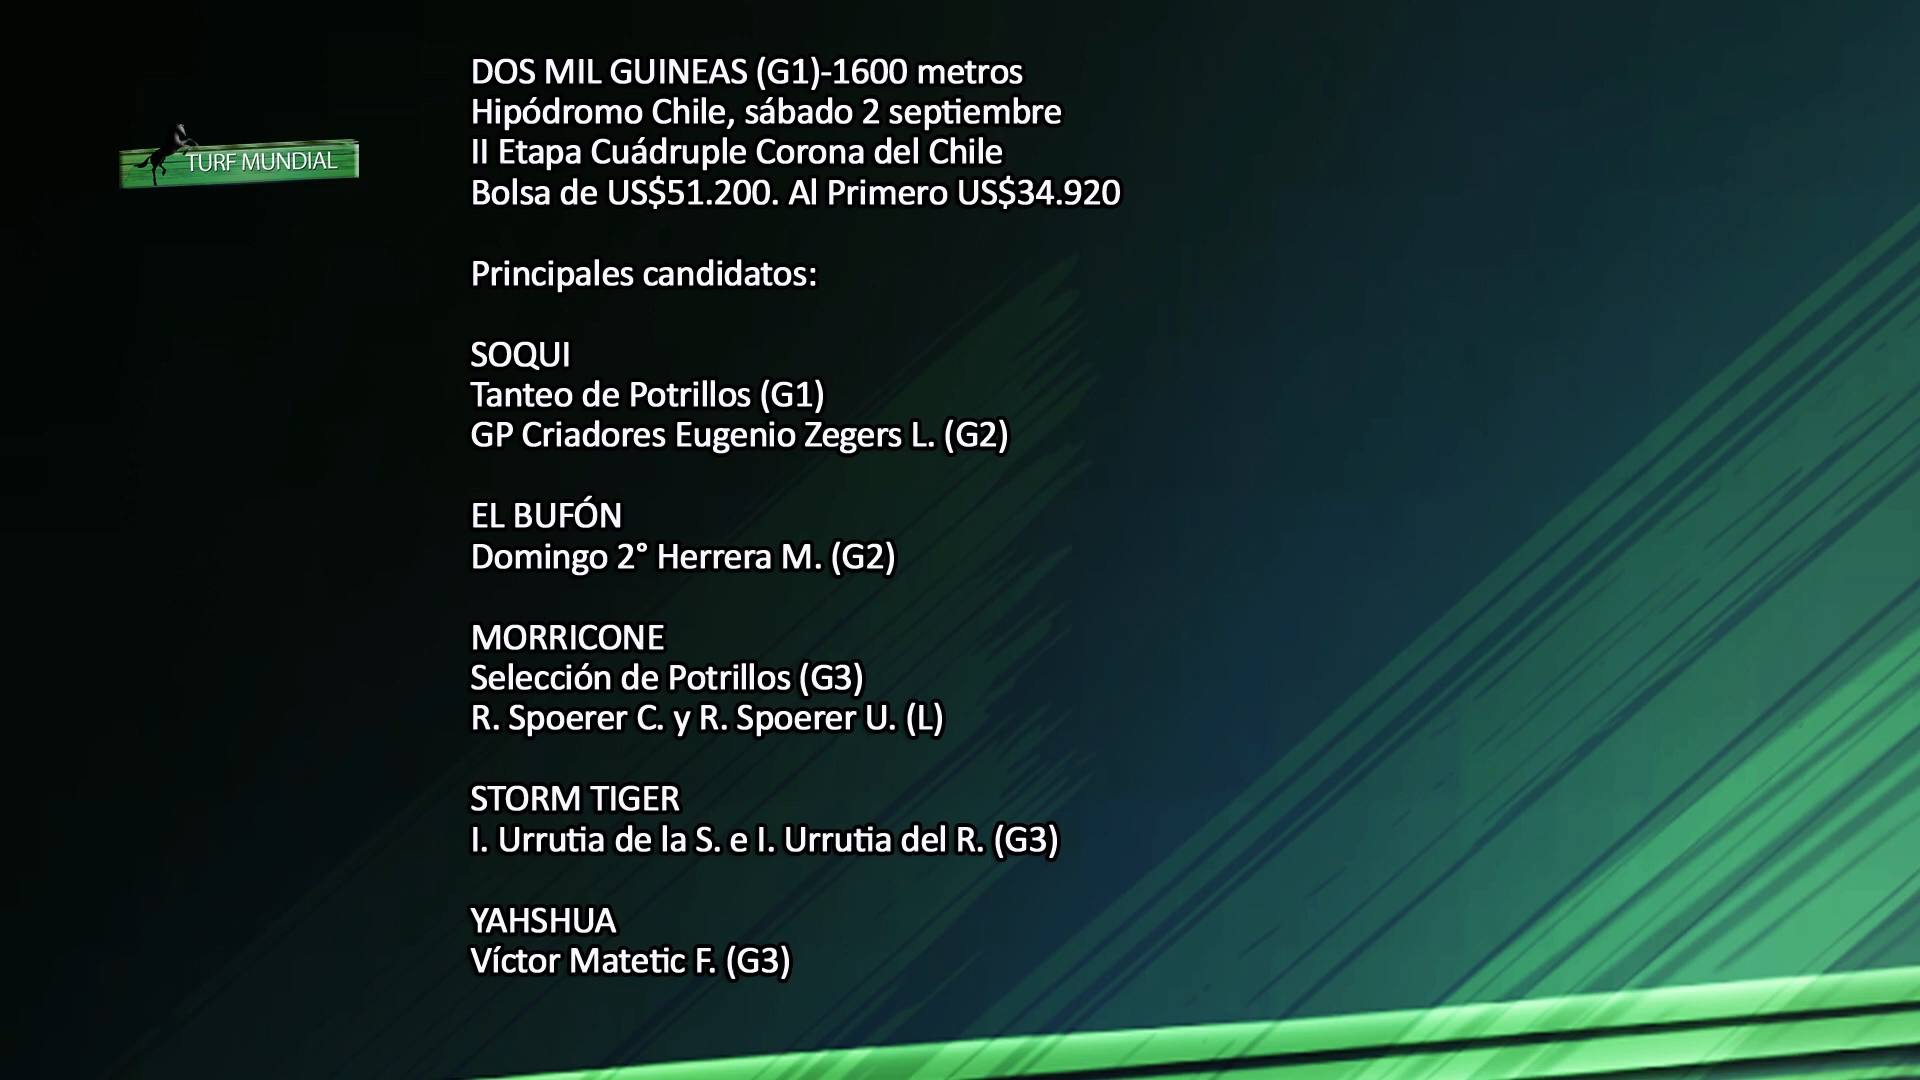 TURF MUNDIAL
DOS MIL GUINEAS (G1)-1600 metros
Hipódromo Chile, sábado 2 septiembre
II Etapa Cuádruple Corona del Chile
Bolsa de US$51.200. Al Primero US$34.920
Principales candidatos:
SOQUI
Tanteo de Potrillos (G1)
GP Criadores Eugenio Zegers L. (G2)
EL BUFÓN
Domingo 2° Herrera M. (G2)
MORRICONE
Selección de Potrillos (G3)
R. Spoerer C. y R. Spoerer U. (L)
STORM TIGER
I. Urrutia de la S. e I. Urrutia del R. (G3)
YAHSHUA
Víctor Matetic F. (G3)